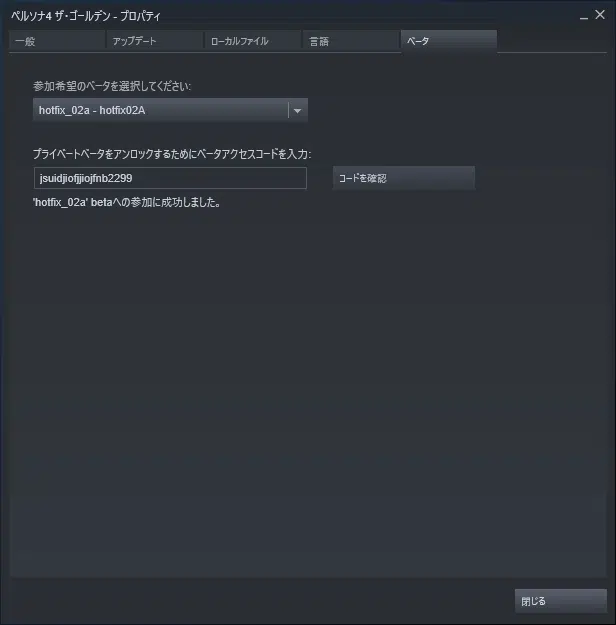 ペルソナ4 ザ・ゴールデン - プロパティ
一般
アップデート
ローカルファイル
言語
ベータ
参加希望のベータを選択してください:
hotfix_02a - hotfix02A
プライベートベータをアンロックするためにベータアクセスコードを入力:
jsuidjiofjjiojfnb2299
コードを確認
'hotfix_02a' betaへの参加に成功しました。
閉じる